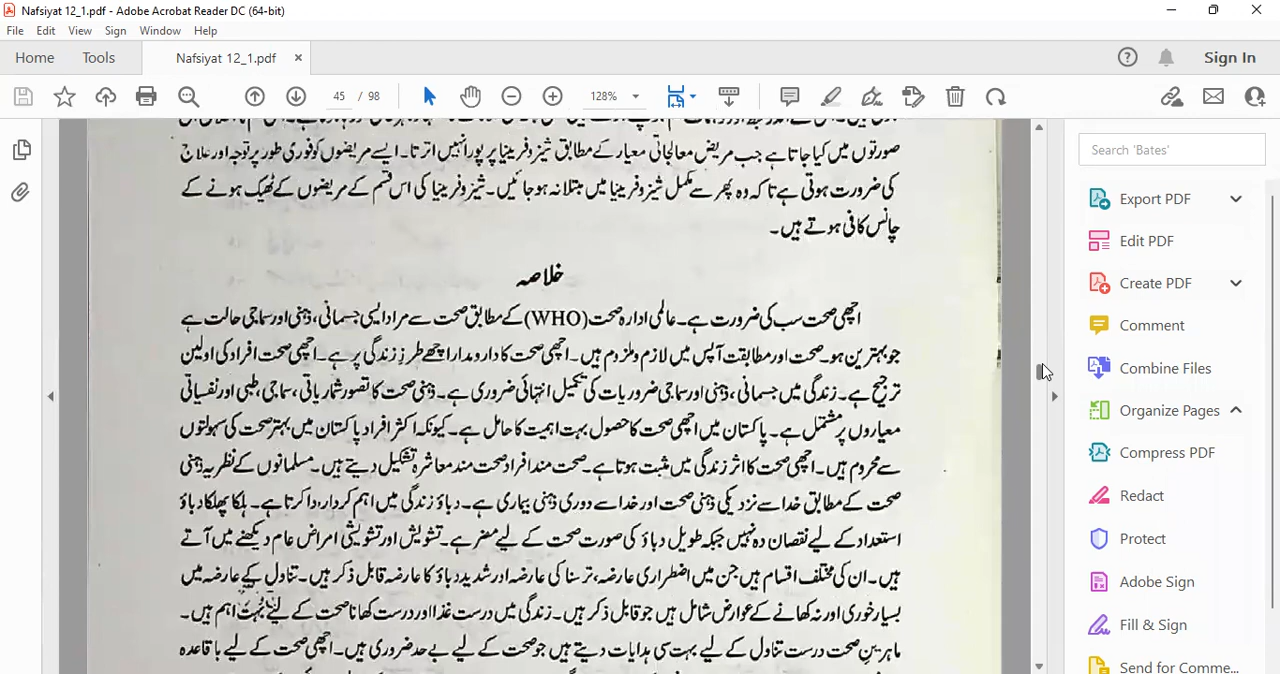 Nafsiyat 12_1.pdf - Adobe Acrobat Reader DC (64-bit)
File Edit View Sign Window Help
Home Tools Nafsiyat 12_1.pdf × Sign In
45 / 98 128%
صورتوں میں کیا جاتا ہے جب مریض معالجاتی معیار کے مطابق شیزوفرینیا پر پورا نہیں اترتا۔ ایسے مریضوں کو فوری طور پر توجہ اور علاج
کی ضرورت ہوتی ہے تاکہ وہ پھر سے مکمل شیزوفرینیا میں مبتلا نہ ہو جائیں۔ شیزوفرینیا کی اس قسم کے مریضوں کے ٹھیک ہونے کے
چانس کافی ہوتے ہیں۔
خلاصہ
اچھی صحت سب کی ضرورت ہے۔ عالمی ادارہ صحت (WHO) کے مطابق صحت سے مراد ایسی جسمانی، ذہنی اور سماجی حالت ہے
جو بہترین ہو۔ صحت اور مطابقت آپس میں لازم و ملزوم ہیں۔ اچھی صحت کا دارومدار اچھے طرز زندگی پر ہے۔ اچھی صحت افراد کی اولین
ترجیح ہے۔ زندگی میں جسمانی، ذہنی اور سماجی ضروریات کی تکمیل انتہائی ضروری ہے۔ ذہنی صحت کا تصور شماریاتی، سماجی، طبی اور نفسیاتی
معیاروں پر مشتمل ہے۔ پاکستان میں اچھی صحت کا حصول بہت اہمیت کا حامل ہے۔ کیونکہ اکثر افراد پاکستان میں بہتر صحت کی سہولتوں
سے محروم ہیں۔ اچھی صحت کا اثر زندگی میں مثبت ہوتا ہے۔ صحت مند افراد صحت مند معاشرہ تشکیل دیتے ہیں۔ مسلمانوں کے نظریہ ذہنی
صحت کے مطابق خدا سے نزدیکی ذہنی صحت اور خدا سے دوری ذہنی بیماری ہے۔ دباؤ زندگی میں اہم کردار ادا کرتا ہے۔ ہلکا پھلکا دباؤ
استعداد کے لیے نقصان دہ نہیں جبکہ طویل دباؤ کی صورت صحت کے لیے مضر ہے۔ تشویش اور تشویشی امراض عام دیکھنے میں آتے
ہیں۔ ان کی مختلف اقسام ہیں جن میں اضطراری عارضہ، ترسنا کی عارضہ اور شدید دباؤ کا عارضہ قابل ذکر ہیں۔ تناول کے عارضہ میں
بسیار خوری اور نہ کھانے کے عوارض شامل ہیں جو قابل ذکر ہیں۔ زندگی میں درست غذا اور درست کھانا صحت کے لیے بہت اہم ہیں۔
ماہرین صحت درست تناول کے لیے بہت سی ہدایات دیتے ہیں جو صحت کے لیے بے حد ضروری ہیں۔ اچھی صحت کے لیے باقاعدہ
Search 'Bates'
Export PDF
Edit PDF
Create PDF
Comment
Combine Files
Organize Pages
Compress PDF
Redact
Protect
Adobe Sign
Fill & Sign
Send for Comme...